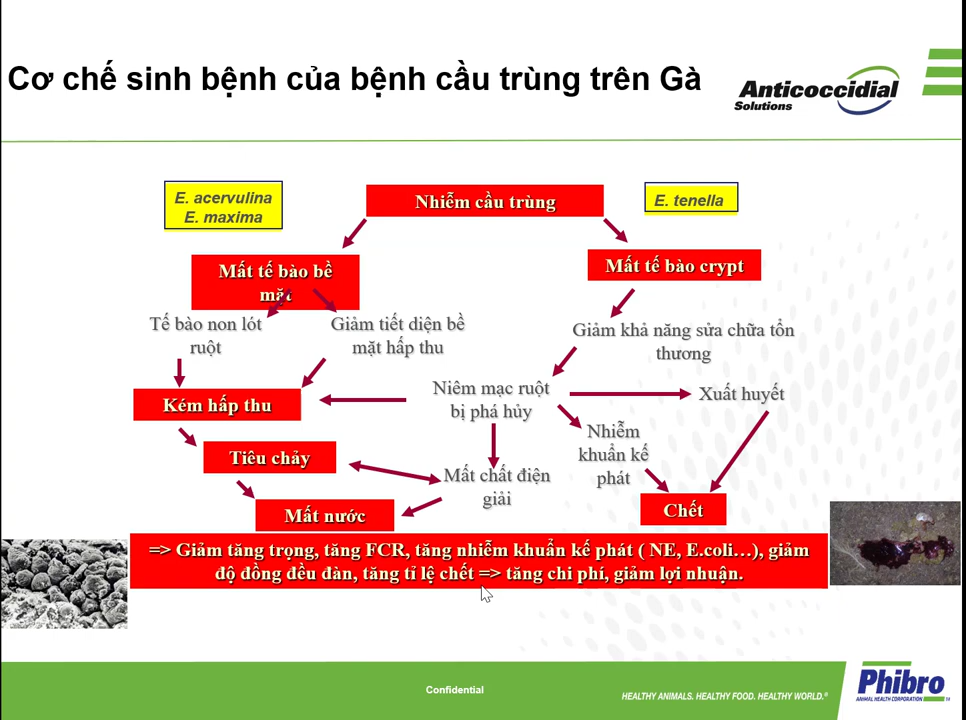 Cơ chế sinh bệnh của bệnh cầu trùng trên Gà
Anticoccidial
Solutions
E. acervulina
E. maxima
Nhiễm cầu trùng
E. tenella
Mất tế bào bề
mặt
Mất tế bào crypt
Tế bào non lót
ruột
Giảm tiết diện bề
mặt hấp thu
Giảm khả năng sửa chữa tổn
thương
Niêm mạc ruột
bị phá hủy
Xuất huyết
Kém hấp thu
Nhiễm
khuẩn kế
phát
Tiêu chảy
Mất chất điện
giải
Mất nước
Chết
=> Giảm tăng trọng, tăng FCR, tăng nhiễm khuẩn kế phát ( NE, E.coli…), giảm
độ đồng đều đàn, tăng tỉ lệ chết => tăng chi phí, giảm lợi nhuận.
Confidential
HEALTHY ANIMALS. HEALTHY FOOD. HEALTHY WORLD.®
Phibro
ANIMAL HEALTH CORPORATION